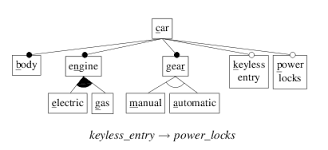 car
body
engine
gear
keyless
entry
power
locks
electric
gas
manual
automatic
keyless_entry → power_locks